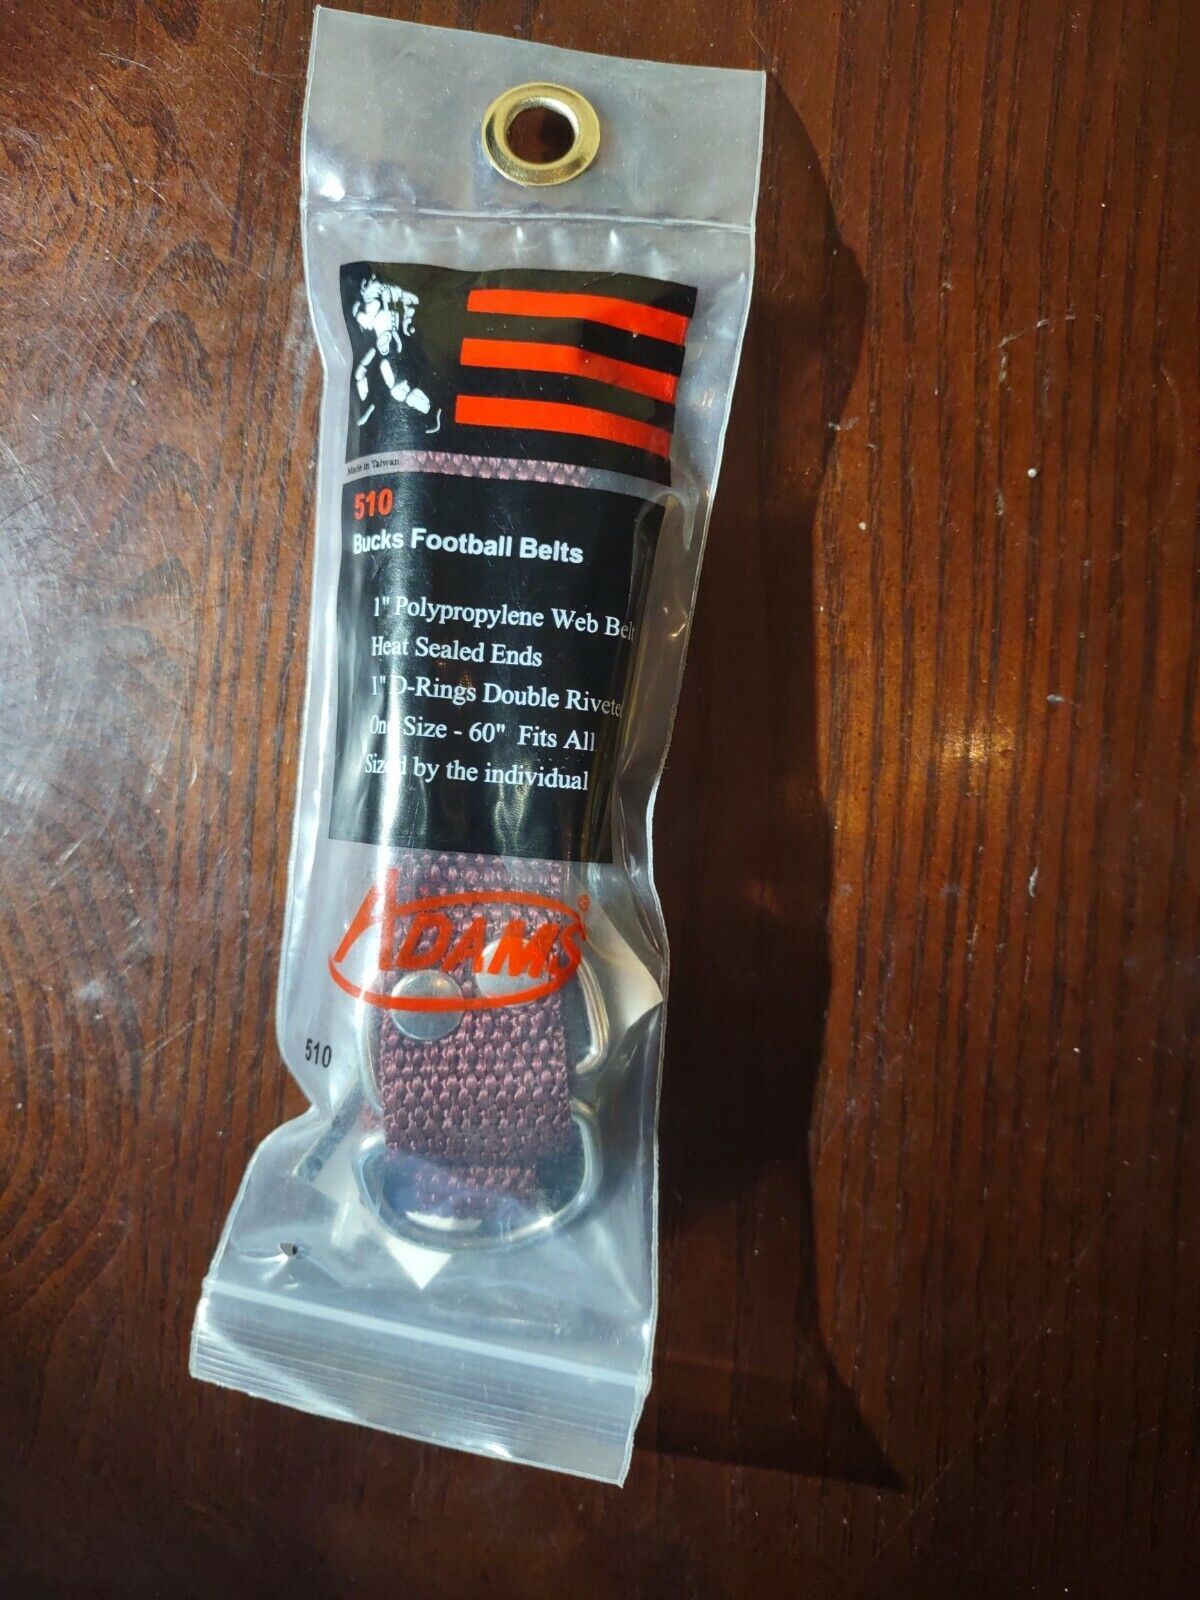 Made in Taiwan
510
Bucks Football Belts
1" Polypropylene Web Belt
Heat Sealed Ends
1" D-Rings Double Riveted
One Size - 60" Fits All
Sized by the individual
ADAMS®
510